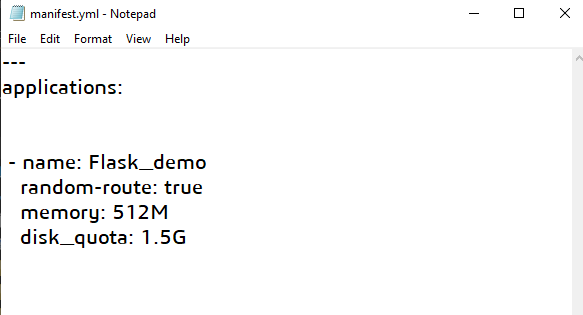 manifest.yml - Notepad
File Edit Format View Help
---
applications:
- name: Flask_demo
random-route: true
memory: 512M
disk_quota: 1.5G